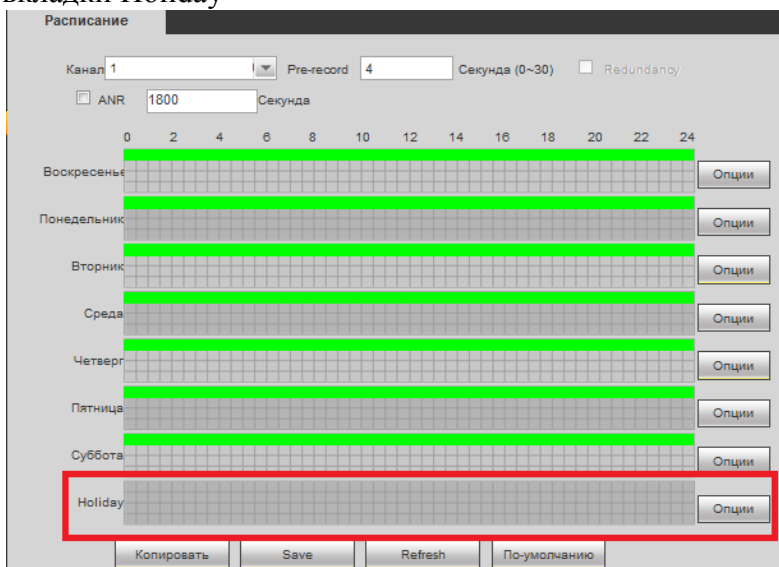 вкладки Holiday
Расписание
Канал 1 Pre-record 4 Секунда (0~30) Redundancy
ANR 1800 Секунда
0 2 4 6 8 10 12 14 16 18 20 22 24
Воскресенье Опции
Понедельник Опции
Вторник Опции
Среда Опции
Четверг Опции
Пятница Опции
Суббота Опции
Holiday Опции
Копировать Save Refresh По-умолчанию